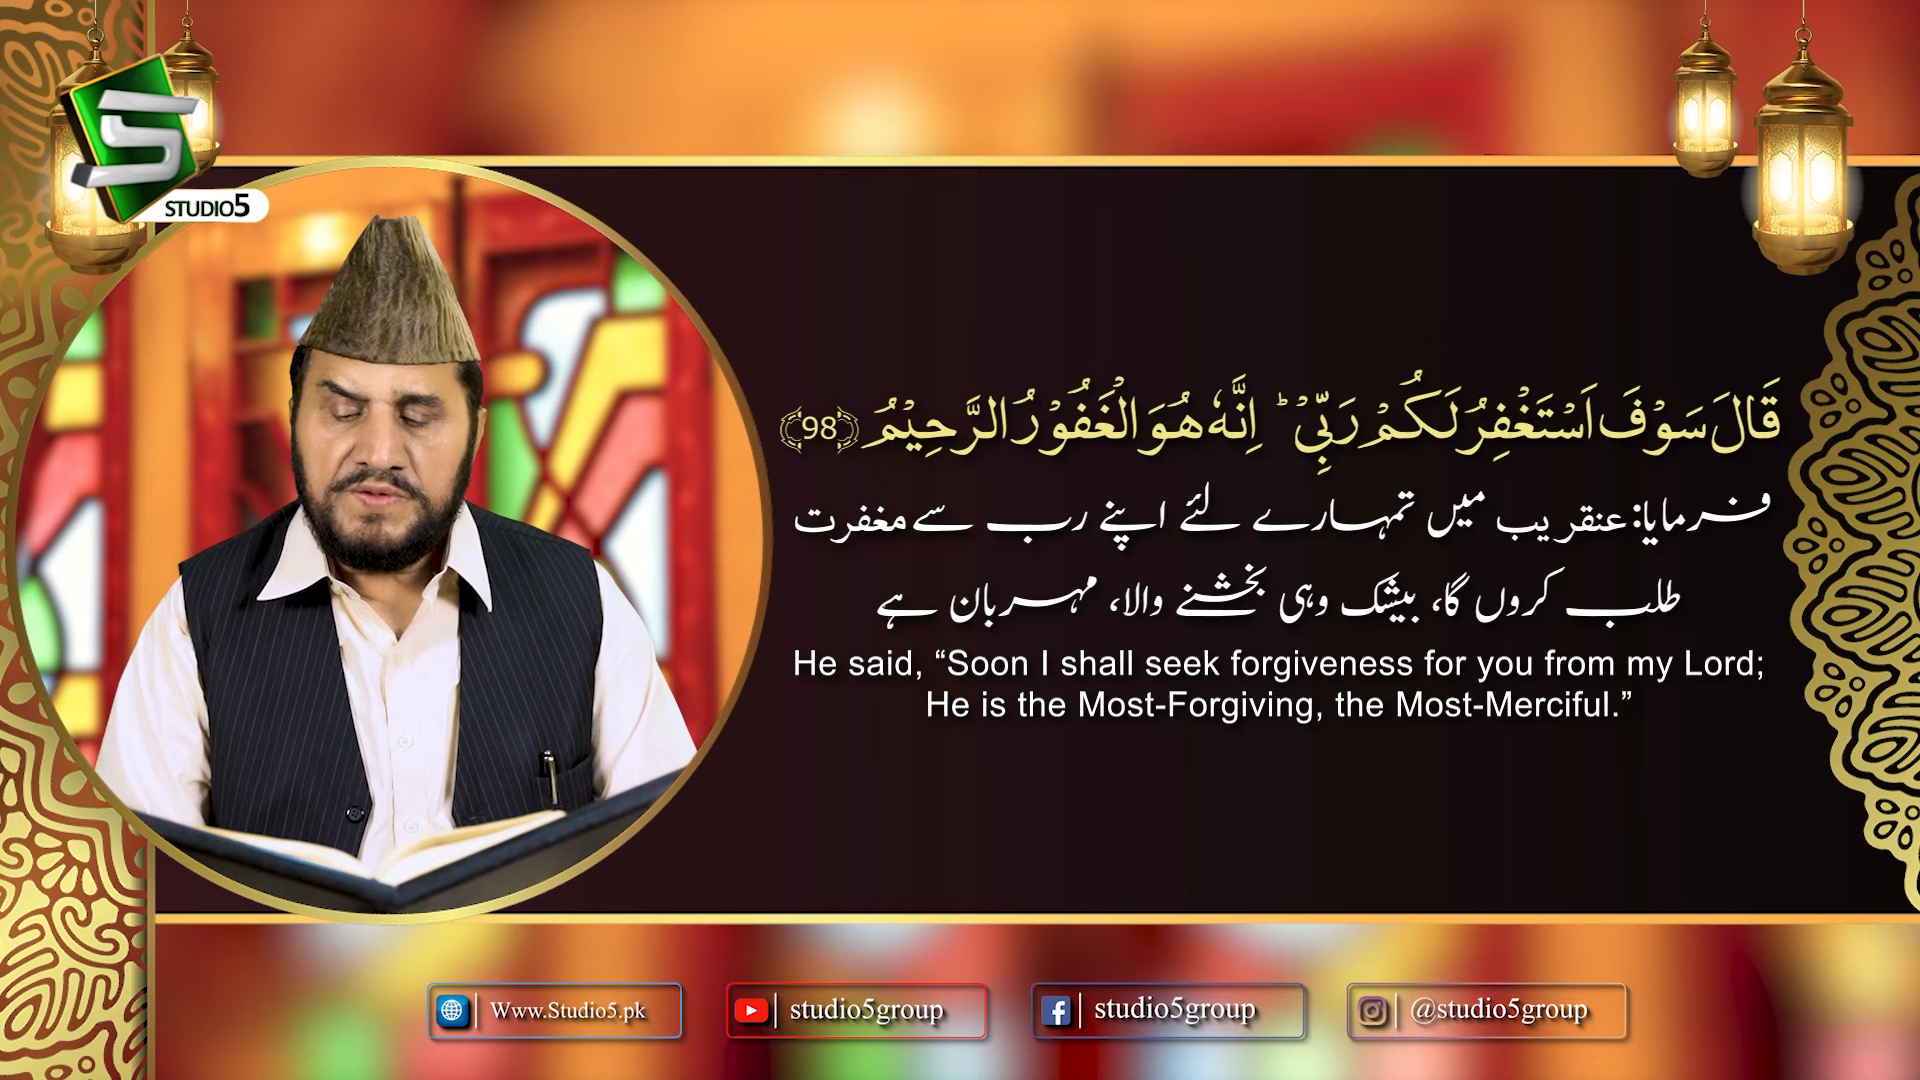 STUDIO5
قَالَ سَوْفَ اَسْتَغْفِرُ لَكُمْ رَبِّیْ ؕ اِنَّهٗ هُوَ الْغَفُوْرُ الرَّحِیْمُ ﴿98﴾
فرمایا: عنقریب میں تمہارے لئے اپنے رب سے مغفرت
طلب کروں گا، بیشک وہی بخشنے والا، مہربان ہے
He said, “Soon I shall seek forgiveness for you from my Lord;
He is the Most-Forgiving, the Most-Merciful.”
Www.Studio5.pk
studio5group
studio5group
@studio5group